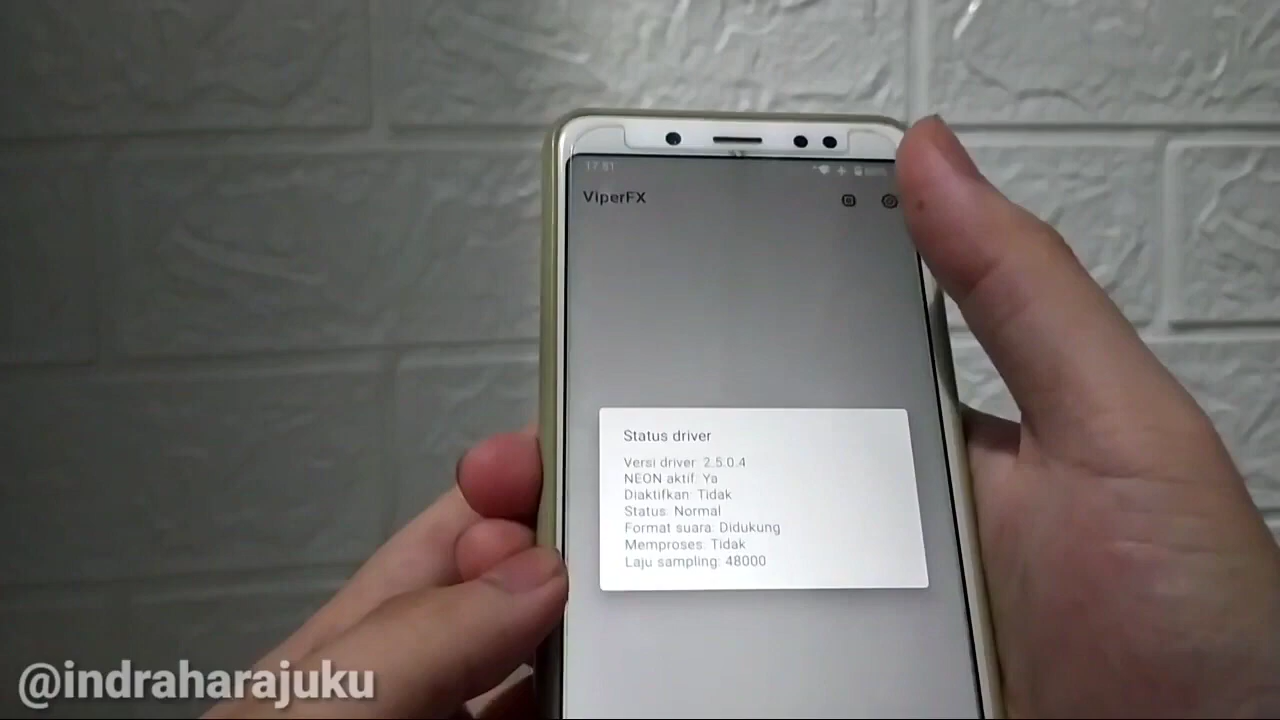 17:51
ViperFX
Status driver
Versi driver: 2.5.0.4
NEON aktif: Ya
Diaktifkan: Tidak
Status: Normal
Format suara: Didukung
Memproses: Tidak
Laju sampling: 48000
@indraharajuku